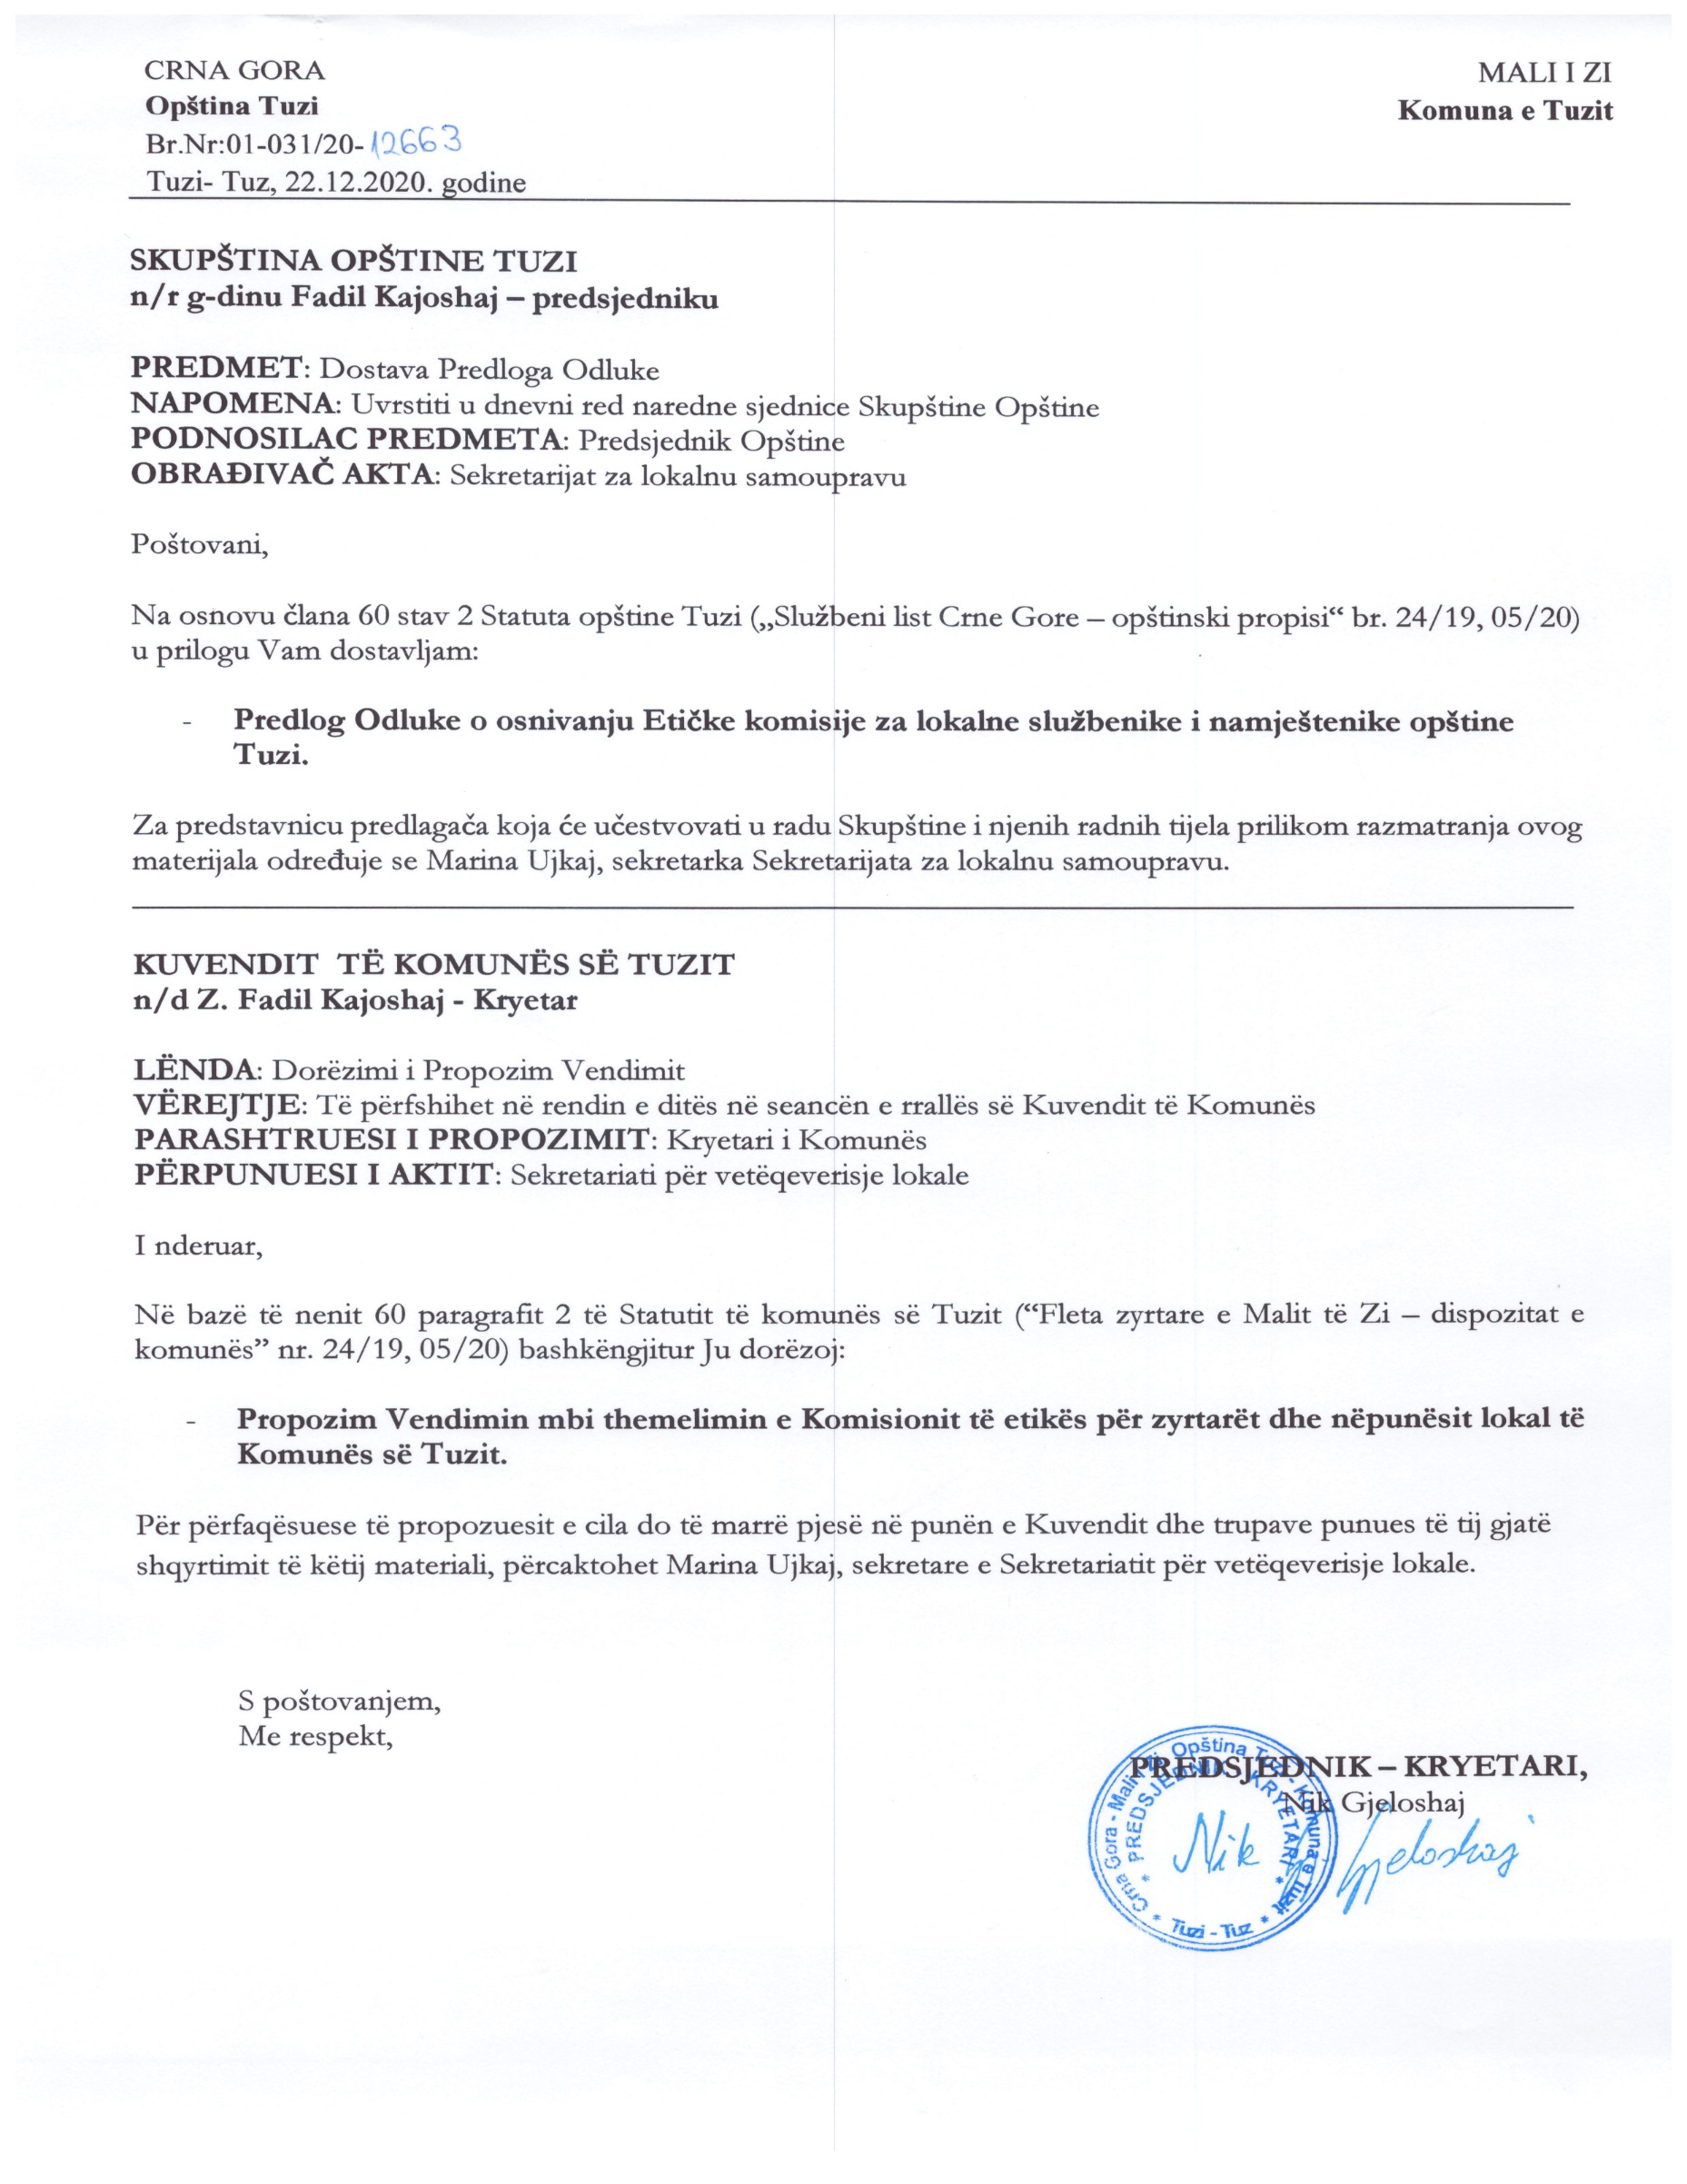 CRNA GORA
MALI I ZI
Opština Tuzi
Komuna e Tuzit
Br.Nr:01-031/20-12663
Tuzi- Tuz, 22.12.2020. godine
SKUPŠTINA OPŠTINE TUZI
n/r g-dinu Fadil Kajoshaj – predsjedniku
PREDMET: Dostava Predloga Odluke
NAPOMENA: Uvrstiti u dnevni red naredne sjednice Skupštine Opštine
PODNOSILAC PREDMETA: Predsjednik Opštine
OBRAĐIVAČ AKTA: Sekretarijat za lokalnu samoupravu
Poštovani,
Na osnovu člana 60 stav 2 Statuta opštine Tuzi („Službeni list Crne Gore – opštinski propisi“ br. 24/19, 05/20)
u prilogu Vam dostavljam:
- Predlog Odluke o osnivanju Etičke komisije za lokalne službenike i namještenike opštine
Tuzi.
Za predstavnicu predlagača koja će učestvovati u radu Skupštine i njenih radnih tijela prilikom razmatranja ovog
materijala određuje se Marina Ujkaj, sekretarka Sekretarijata za lokalnu samoupravu.
KUVENDIT TË KOMUNËS SË TUZIT
n/d Z. Fadil Kajoshaj - Kryetar
LËNDA: Dorëzimi i Propozim Vendimit
VËREJTJE: Të përfshihet në rendin e ditës në seancën e rrallës së Kuvendit të Komunës
PARASHTRUESI I PROPOZIMIT: Kryetari i Komunës
PËRPUNUESI I AKTIT: Sekretariati për vetëqeverisje lokale
I nderuar,
Në bazë të nenit 60 paragrafit 2 të Statutit të komunës së Tuzit (“Fleta zyrtare e Malit të Zi – dispozitat e
komunës” nr. 24/19, 05/20) bashkëngjitur Ju dorëzoj:
- Propozim Vendimin mbi themelimin e Komisionit të etikës për zyrtarët dhe nëpunësit lokal të
Komunës së Tuzit.
Për përfaqësuese të propozuesit e cila do të marrë pjesë në punën e Kuvendit dhe trupave punues të tij gjatë
shqyrtimit të këtij materiali, përcaktohet Marina Ujkaj, sekretare e Sekretariatit për vetëqeverisje lokale.
S poštovanjem,
Me respekt,
PREDSJEDNIK – KRYETARI,
Nik Gjeloshaj
Crna Gora - Mali i Zi Opština Tuzi - Komuna e Tuzit
* PREDSJEDNIK - KRYETARI *
* Tuzi - Tuz *
Nik Gjeloshaj